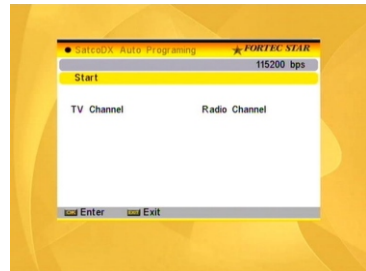 SatcoDX Auto Programing FORTEC STAR
115200 bps
Start
TV Channel Radio Channel
Enter Exit